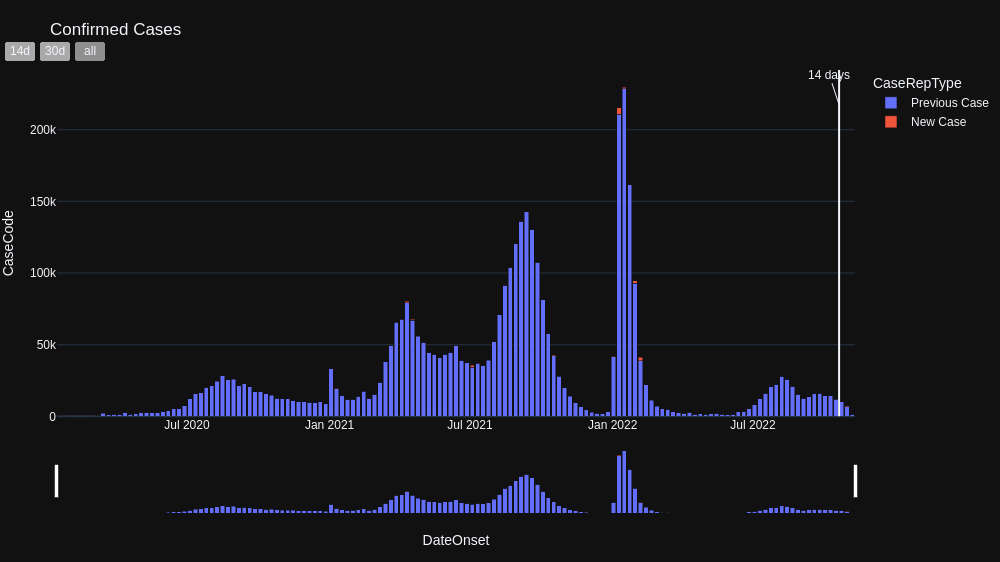 Confirmed Cases
14d 30d all
14 days
CaseRepType
Previous Case
New Case
CaseCode
200k
150k
100k
50k
0
Jul 2020 Jan 2021 Jul 2021 Jan 2022 Jul 2022
DateOnset